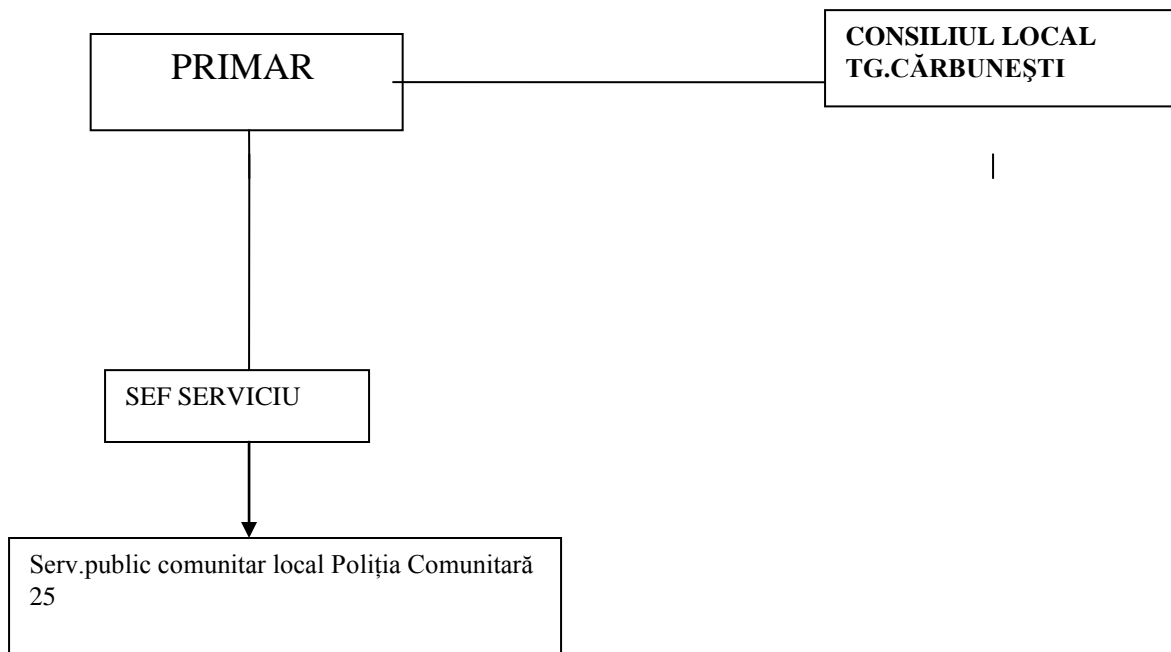 PRIMAR
CONSILIUL LOCAL
TG.CĂRBUNEŞTI
SEF SERVICIU
Serv.public comunitar local Poliția Comunitară
25